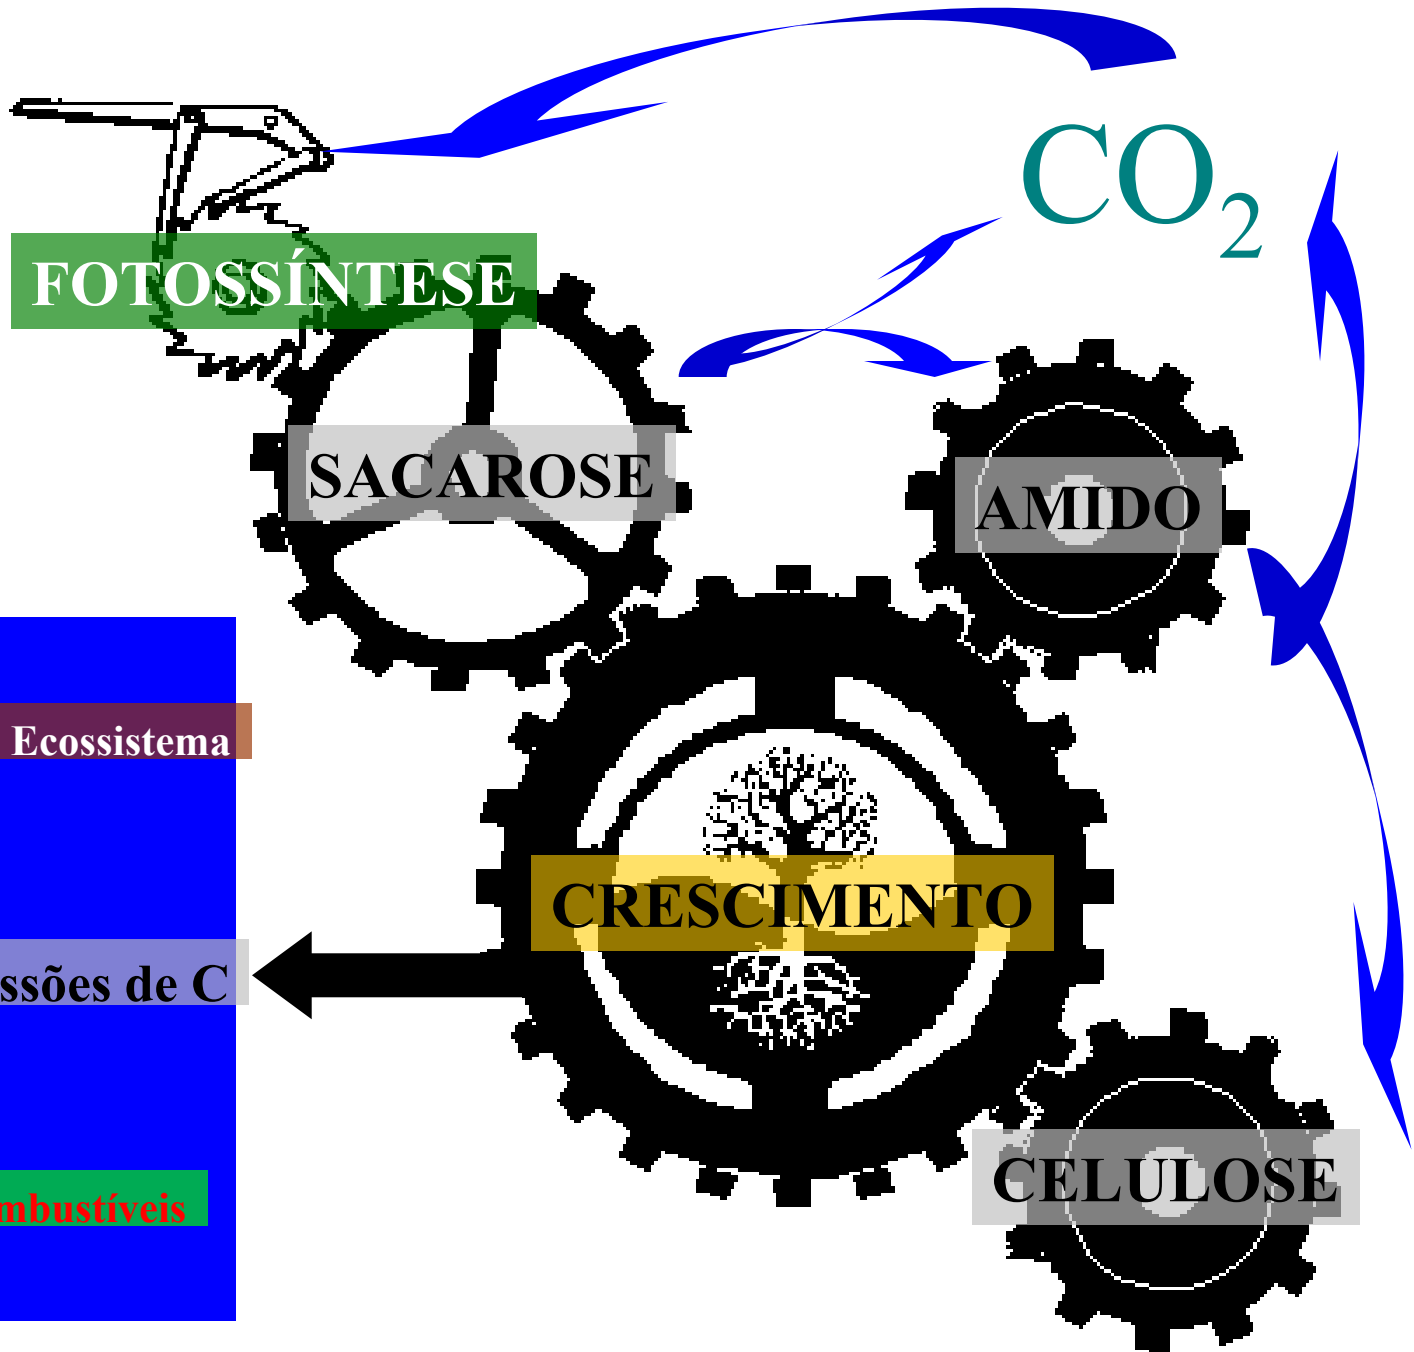 CO2
FOTOSSÍNTESE
SACAROSE
AMIDO
Ecossistema
CRESCIMENTO
ssões de C
CELULOSE
mbustíveis